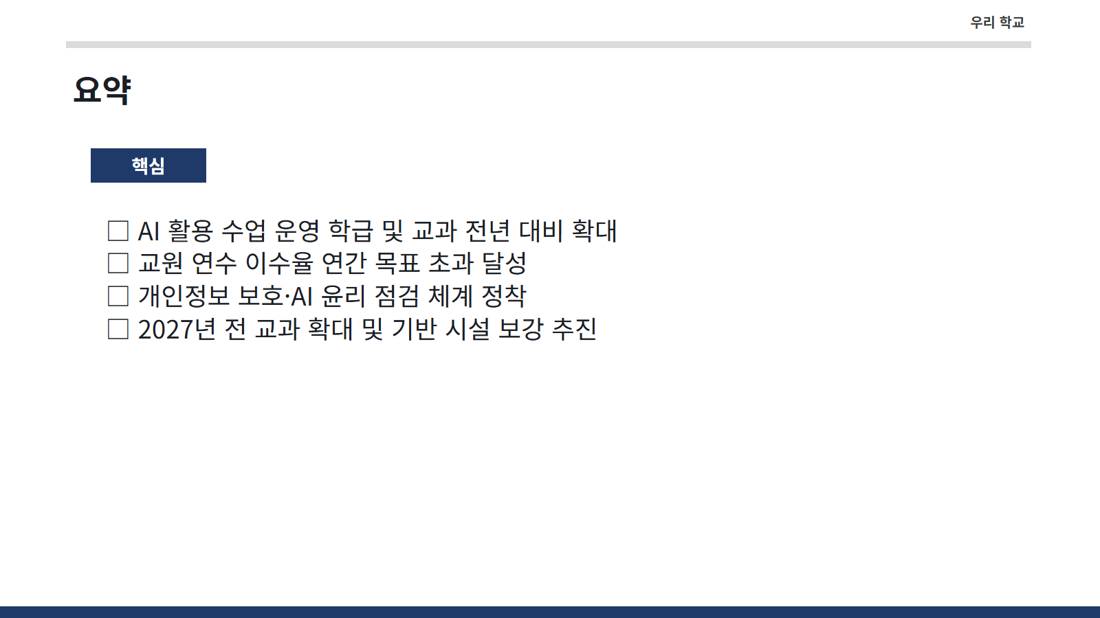 우리 학교
요약
핵심
□ AI 활용 수업 운영 학급 및 교과 전년 대비 확대
□ 교원 연수 이수율 연간 목표 초과 달성
□ 개인정보 보호·AI 윤리 점검 체계 정착
□ 2027년 전 교과 확대 및 기반 시설 보강 추진